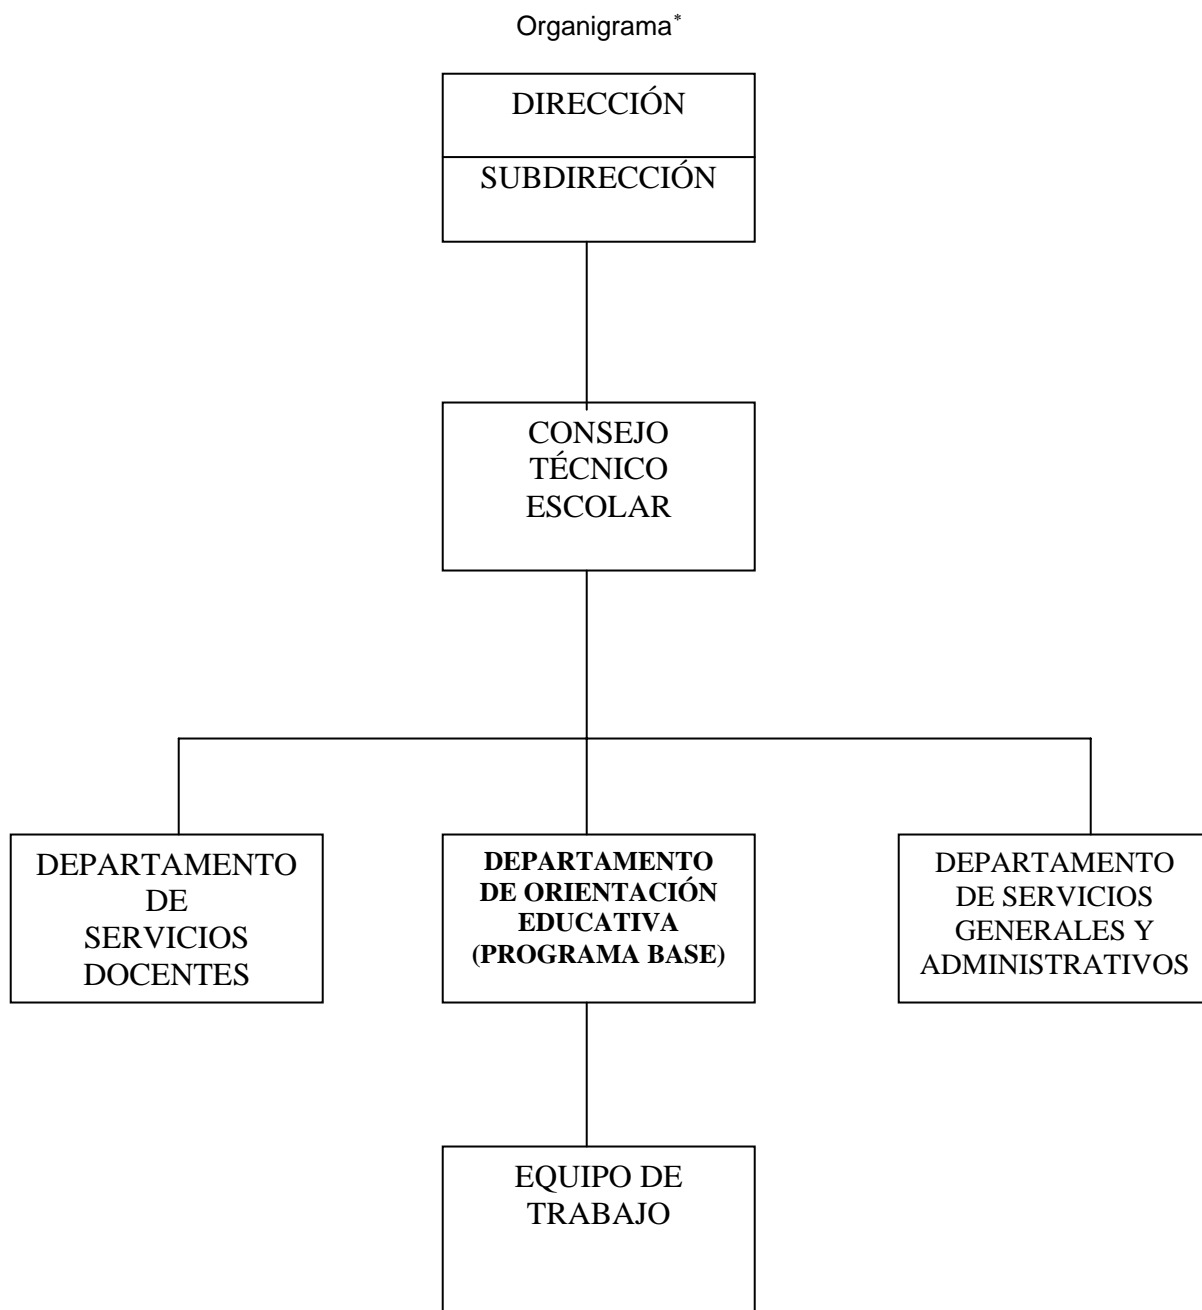 Organigrama*
DIRECCIÓN
SUBDIRECCIÓN
CONSEJO
TÉCNICO
ESCOLAR
DEPARTAMENTO
DE
SERVICIOS
DOCENTES
DEPARTAMENTO
DE ORIENTACIÓN
EDUCATIVA
(PROGRAMA BASE)
DEPARTAMENTO
DE SERVICIOS
GENERALES Y
ADMINISTRATIVOS
EQUIPO DE
TRABAJO